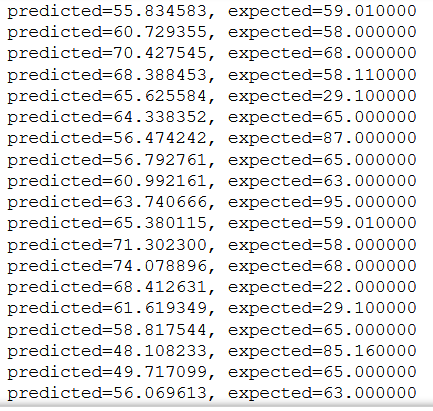 predicted=55.834583, expected=59.010000
predicted=60.729355, expected=58.000000
predicted=70.427545, expected=68.000000
predicted=68.388453, expected=58.110000
predicted=65.625584, expected=29.100000
predicted=64.338352, expected=65.000000
predicted=56.474242, expected=87.000000
predicted=56.792761, expected=65.000000
predicted=60.992161, expected=63.000000
predicted=63.740666, expected=95.000000
predicted=65.380115, expected=59.010000
predicted=71.302300, expected=58.000000
predicted=74.078896, expected=68.000000
predicted=68.412631, expected=22.000000
predicted=61.619349, expected=29.100000
predicted=58.817544, expected=65.000000
predicted=48.108233, expected=85.160000
predicted=49.717099, expected=65.000000
predicted=56.069613, expected=63.000000